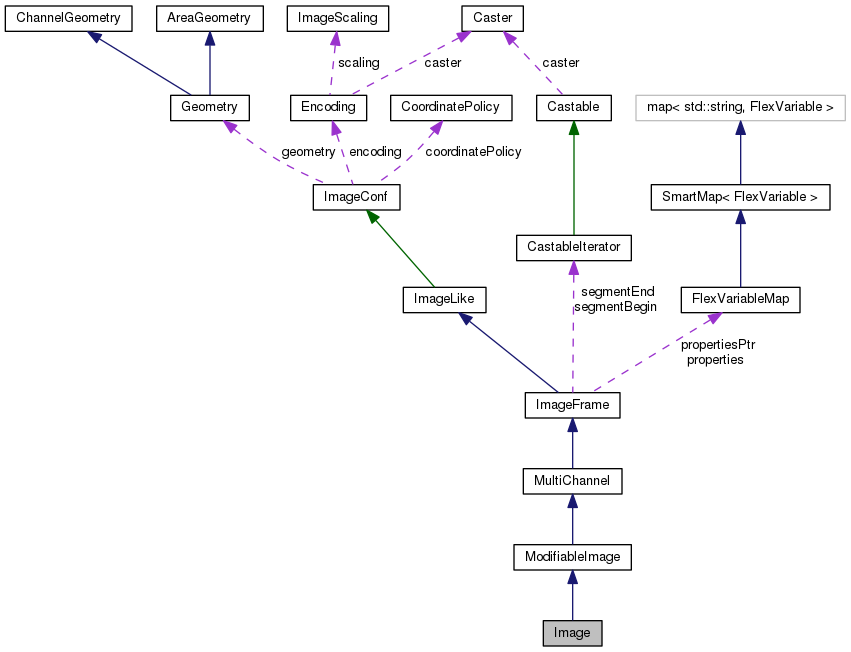 ChannelGeometry
AreaGeometry
ImageScaling
Caster
scaling
caster
caster
Geometry
Encoding
CoordinatePolicy
Castable
map< std::string, FlexVariable >
geometry
encoding
coordinatePolicy
ImageConf
SmartMap< FlexVariable >
CastableIterator
ImageLike
segmentEnd
segmentBegin
FlexVariableMap
propertiesPtr
properties
ImageFrame
MultiChannel
ModifiableImage
Image